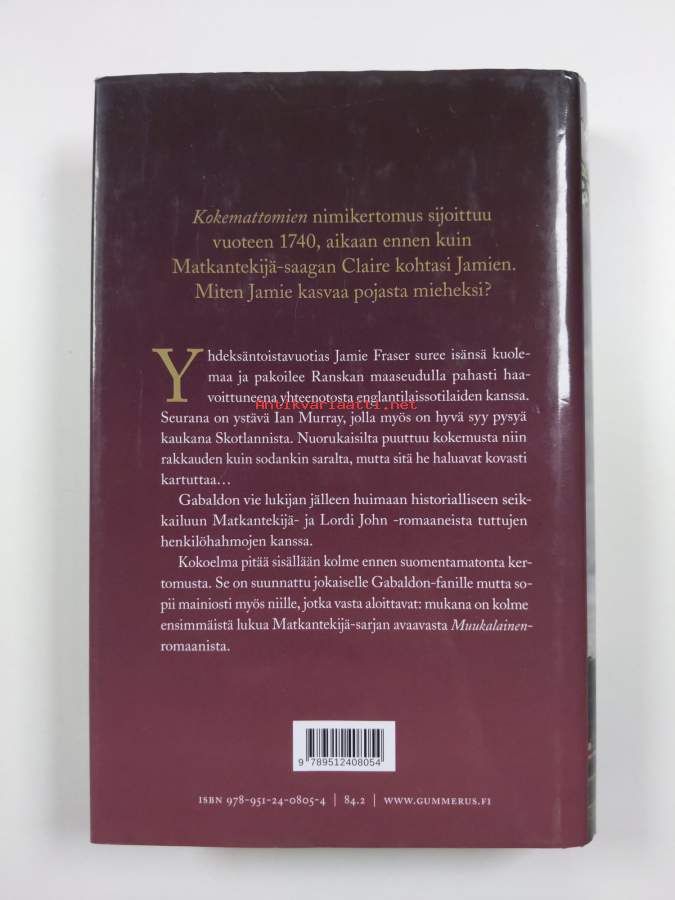 Kokemattomien nimikertomus sijoittuu
vuoteen 1740, aikaan ennen kuin
Matkantekijä-saagan Claire kohtasi Jamien.
Miten Jamie kasvaa pojasta mieheksi?
Yhdeksäntoistavuotias Jamie Fraser suree isänsä kuole-
maa ja pakoilee Ranskan maaseudulla pahasti haa-
voittuneena yhteenotosta englantilaissotilaiden kanssa.
Antikvariaatti.net
Seurana on ystävä Ian Murray, jolla myös on hyvä syy pysyä
kaukana Skotlannista. Nuorukaisilta puuttuu kokemusta niin
rakkauden kuin sodankin saralta, mutta sitä he haluavat kovasti
kartuttaa…
Gabaldon vie lukijan jälleen huimaan historialliseen seik-
kailuun Matkantekijä- ja Lordi John -romaaneista tuttujen
henkilöhahmojen kanssa.
Kokoelma pitää sisällään kolme ennen suomentamatonta ker-
tomusta. Se on suunnattu jokaiselle Gabaldon-fanille mutta so-
pii mainiosti myös niille, jotka vasta aloittavat: mukana on kolme
ensimmäistä lukua Matkantekijä-sarjan avaavasta Muukalainen-
romaanista.
9 789512 408054
ISBN 978-951-24-0805-4 | 84.2 | WWW.GUMMERUS.FI